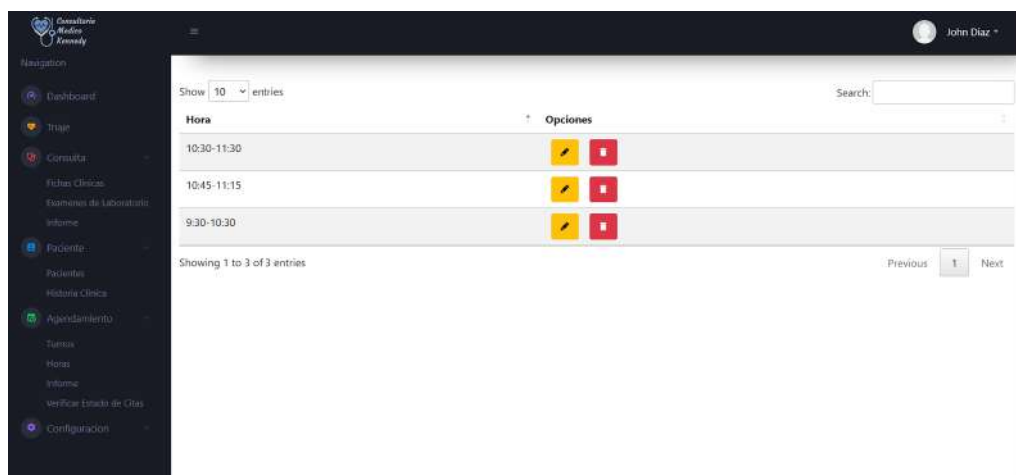 Consultorio
Medico
Kennedy
John Diaz
Navigation
Dashboard
Triaje
Consulta
Fichas Clinicas
Examenes de Laboratorio
Informe
Paciente
Pacientes
Historia Clinica
Agendamiento
Turnos
Horas
Informe
Verificar Estado de Citas
Configuracion
Show 10 entries
Search:
Hora Opciones
10:30-11:30
10:45-11:15
9:30-10:30
Showing 1 to 3 of 3 entries
Previous 1 Next